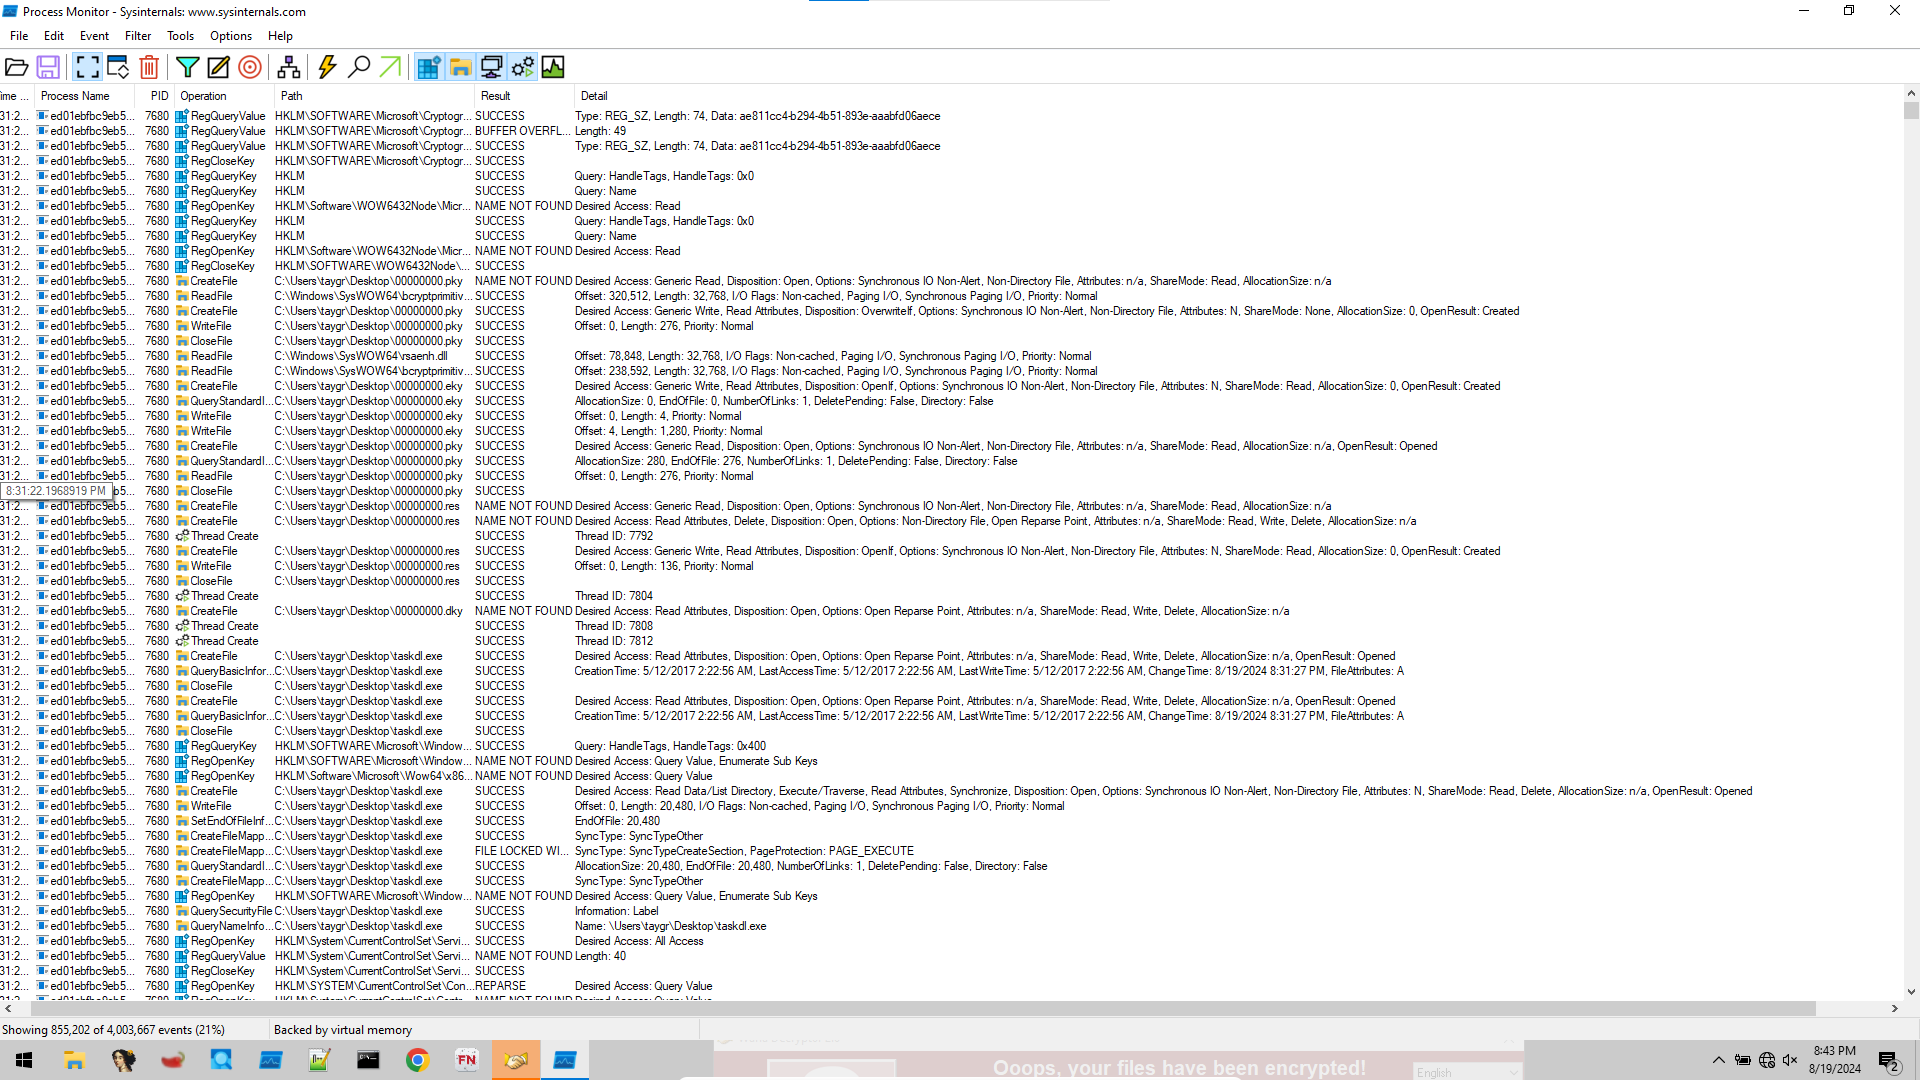 Process Monitor - Sysinternals: www.sysinternals.com
File Edit Event Filter Tools Options Help
ime ... Process Name PID Operation Path Result Detail
31:2... ed01ebfbc9eb5... 7680 RegQueryValue HKLM\SOFTWARE\Microsoft\Cryptogr... SUCCESS Type: REG_SZ, Length: 74, Data: ae811cc4-b294-4b51-893e-aaabfd06aece
31:2... ed01ebfbc9eb5... 7680 RegQueryValue HKLM\SOFTWARE\Microsoft\Cryptogr... BUFFER OVERFL... Length: 49
31:2... ed01ebfbc9eb5... 7680 RegQueryValue HKLM\SOFTWARE\Microsoft\Cryptogr... SUCCESS Type: REG_SZ, Length: 74, Data: ae811cc4-b294-4b51-893e-aaabfd06aece
31:2... ed01ebfbc9eb5... 7680 RegCloseKey HKLM\SOFTWARE\Microsoft\Cryptogr... SUCCESS
31:2... ed01ebfbc9eb5... 7680 RegQueryKey HKLM SUCCESS Query: HandleTags, HandleTags: 0x0
31:2... ed01ebfbc9eb5... 7680 RegQueryKey HKLM SUCCESS Query: Name
31:2... ed01ebfbc9eb5... 7680 RegOpenKey HKLM\Software\WOW6432Node\Micr... NAME NOT FOUND Desired Access: Read
31:2... ed01ebfbc9eb5... 7680 RegQueryKey HKLM SUCCESS Query: HandleTags, HandleTags: 0x0
31:2... ed01ebfbc9eb5... 7680 RegQueryKey HKLM SUCCESS Query: Name
31:2... ed01ebfbc9eb5... 7680 RegOpenKey HKLM\Software\WOW6432Node\Micr... NAME NOT FOUND Desired Access: Read
31:2... ed01ebfbc9eb5... 7680 RegCloseKey HKLM\SOFTWARE\WOW6432Node\... SUCCESS
31:2... ed01ebfbc9eb5... 7680 CreateFile C:\Users\taygr\Desktop\00000000.pky NAME NOT FOUND Desired Access: Generic Read, Disposition: Open, Options: Synchronous IO Non-Alert, Non-Directory File, Attributes: n/a, ShareMode: Read, AllocationSize: n/a
31:2... ed01ebfbc9eb5... 7680 ReadFile C:\Windows\SysWOW64\bcryptprimitiv... SUCCESS Offset: 320,512, Length: 32,768, I/O Flags: Non-cached, Paging I/O, Synchronous Paging I/O, Priority: Normal
31:2... ed01ebfbc9eb5... 7680 CreateFile C:\Users\taygr\Desktop\00000000.pky SUCCESS Desired Access: Generic Write, Read Attributes, Disposition: OverwriteIf, Options: Synchronous IO Non-Alert, Non-Directory File, Attributes: N, ShareMode: None, AllocationSize: 0, OpenResult: Created
31:2... ed01ebfbc9eb5... 7680 WriteFile C:\Users\taygr\Desktop\00000000.pky SUCCESS Offset: 0, Length: 276, Priority: Normal
31:2... ed01ebfbc9eb5... 7680 CloseFile C:\Users\taygr\Desktop\00000000.pky SUCCESS
31:2... ed01ebfbc9eb5... 7680 ReadFile C:\Windows\SysWOW64\rsaenh.dll SUCCESS Offset: 78,848, Length: 32,768, I/O Flags: Non-cached, Paging I/O, Synchronous Paging I/O, Priority: Normal
31:2... ed01ebfbc9eb5... 7680 ReadFile C:\Windows\SysWOW64\bcryptprimitiv... SUCCESS Offset: 238,592, Length: 32,768, I/O Flags: Non-cached, Paging I/O, Synchronous Paging I/O, Priority: Normal
31:2... ed01ebfbc9eb5... 7680 CreateFile C:\Users\taygr\Desktop\00000000.eky SUCCESS Desired Access: Generic Write, Read Attributes, Disposition: OpenIf, Options: Synchronous IO Non-Alert, Non-Directory File, Attributes: N, ShareMode: Read, AllocationSize: 0, OpenResult: Created
31:2... ed01ebfbc9eb5... 7680 QueryStandardI... C:\Users\taygr\Desktop\00000000.eky SUCCESS AllocationSize: 0, EndOfFile: 0, NumberOfLinks: 1, DeletePending: False, Directory: False
31:2... ed01ebfbc9eb5... 7680 WriteFile C:\Users\taygr\Desktop\00000000.eky SUCCESS Offset: 0, Length: 4, Priority: Normal
31:2... ed01ebfbc9eb5... 7680 WriteFile C:\Users\taygr\Desktop\00000000.eky SUCCESS Offset: 4, Length: 1,280, Priority: Normal
31:2... ed01ebfbc9eb5... 7680 CreateFile C:\Users\taygr\Desktop\00000000.pky SUCCESS Desired Access: Generic Read, Disposition: Open, Options: Synchronous IO Non-Alert, Non-Directory File, Attributes: n/a, ShareMode: Read, AllocationSize: n/a, OpenResult: Opened
31:2... ed01ebfbc9eb5... 7680 QueryStandardI... C:\Users\taygr\Desktop\00000000.pky SUCCESS AllocationSize: 280, EndOfFile: 276, NumberOfLinks: 1, DeletePending: False, Directory: False
31:2... ed01ebfbc9eb5... 7680 ReadFile C:\Users\taygr\Desktop\00000000.pky SUCCESS Offset: 0, Length: 276, Priority: Normal
8:31:22.1968919 PM b5... 7680 CloseFile C:\Users\taygr\Desktop\00000000.pky SUCCESS
31:2... ed01ebfbc9eb5... 7680 CreateFile C:\Users\taygr\Desktop\00000000.res NAME NOT FOUND Desired Access: Generic Read, Disposition: Open, Options: Synchronous IO Non-Alert, Non-Directory File, Attributes: n/a, ShareMode: Read, AllocationSize: n/a
31:2... ed01ebfbc9eb5... 7680 CreateFile C:\Users\taygr\Desktop\00000000.res NAME NOT FOUND Desired Access: Read Attributes, Delete, Disposition: Open, Options: Non-Directory File, Open Reparse Point, Attributes: n/a, ShareMode: Read, Write, Delete, AllocationSize: n/a
31:2... ed01ebfbc9eb5... 7680 Thread Create SUCCESS Thread ID: 7792
31:2... ed01ebfbc9eb5... 7680 CreateFile C:\Users\taygr\Desktop\00000000.res SUCCESS Desired Access: Generic Write, Read Attributes, Disposition: OpenIf, Options: Synchronous IO Non-Alert, Non-Directory File, Attributes: N, ShareMode: Read, AllocationSize: 0, OpenResult: Created
31:2... ed01ebfbc9eb5... 7680 WriteFile C:\Users\taygr\Desktop\00000000.res SUCCESS Offset: 0, Length: 136, Priority: Normal
31:2... ed01ebfbc9eb5... 7680 CloseFile C:\Users\taygr\Desktop\00000000.res SUCCESS
31:2... ed01ebfbc9eb5... 7680 Thread Create SUCCESS Thread ID: 7804
31:2... ed01ebfbc9eb5... 7680 CreateFile C:\Users\taygr\Desktop\00000000.dky NAME NOT FOUND Desired Access: Read Attributes, Disposition: Open, Options: Open Reparse Point, Attributes: n/a, ShareMode: Read, Write, Delete, AllocationSize: n/a
31:2... ed01ebfbc9eb5... 7680 Thread Create SUCCESS Thread ID: 7808
31:2... ed01ebfbc9eb5... 7680 Thread Create SUCCESS Thread ID: 7812
31:2... ed01ebfbc9eb5... 7680 CreateFile C:\Users\taygr\Desktop\taskdl.exe SUCCESS Desired Access: Read Attributes, Disposition: Open, Options: Open Reparse Point, Attributes: n/a, ShareMode: Read, Write, Delete, AllocationSize: n/a, OpenResult: Opened
31:2... ed01ebfbc9eb5... 7680 QueryBasicInfor... C:\Users\taygr\Desktop\taskdl.exe SUCCESS CreationTime: 5/12/2017 2:22:56 AM, LastAccessTime: 5/12/2017 2:22:56 AM, LastWriteTime: 5/12/2017 2:22:56 AM, ChangeTime: 8/19/2024 8:31:27 PM, FileAttributes: A
31:2... ed01ebfbc9eb5... 7680 CloseFile C:\Users\taygr\Desktop\taskdl.exe SUCCESS
31:2... ed01ebfbc9eb5... 7680 CreateFile C:\Users\taygr\Desktop\taskdl.exe SUCCESS Desired Access: Read Attributes, Disposition: Open, Options: Open Reparse Point, Attributes: n/a, ShareMode: Read, Write, Delete, AllocationSize: n/a, OpenResult: Opened
31:2... ed01ebfbc9eb5... 7680 QueryBasicInfor... C:\Users\taygr\Desktop\taskdl.exe SUCCESS CreationTime: 5/12/2017 2:22:56 AM, LastAccessTime: 5/12/2017 2:22:56 AM, LastWriteTime: 5/12/2017 2:22:56 AM, ChangeTime: 8/19/2024 8:31:27 PM, FileAttributes: A
31:2... ed01ebfbc9eb5... 7680 CloseFile C:\Users\taygr\Desktop\taskdl.exe SUCCESS
31:2... ed01ebfbc9eb5... 7680 RegQueryKey HKLM\SOFTWARE\Microsoft\Window... SUCCESS Query: HandleTags, HandleTags: 0x400
31:2... ed01ebfbc9eb5... 7680 RegOpenKey HKLM\SOFTWARE\Microsoft\Window... NAME NOT FOUND Desired Access: Query Value, Enumerate Sub Keys
31:2... ed01ebfbc9eb5... 7680 RegOpenKey HKLM\Software\Microsoft\Wow64\x86... NAME NOT FOUND Desired Access: Query Value
31:2... ed01ebfbc9eb5... 7680 CreateFile C:\Users\taygr\Desktop\taskdl.exe SUCCESS Desired Access: Read Data/List Directory, Execute/Traverse, Read Attributes, Synchronize, Disposition: Open, Options: Synchronous IO Non-Alert, Non-Directory File, Attributes: N, ShareMode: Read, Delete, AllocationSize: n/a, OpenResult: Opened
31:2... ed01ebfbc9eb5... 7680 WriteFile C:\Users\taygr\Desktop\taskdl.exe SUCCESS Offset: 0, Length: 20,480, I/O Flags: Non-cached, Paging I/O, Synchronous Paging I/O, Priority: Normal
31:2... ed01ebfbc9eb5... 7680 SetEndOfFileInf... C:\Users\taygr\Desktop\taskdl.exe SUCCESS EndOfFile: 20,480
31:2... ed01ebfbc9eb5... 7680 CreateFileMapp... C:\Users\taygr\Desktop\taskdl.exe SUCCESS SyncType: SyncTypeOther
31:2... ed01ebfbc9eb5... 7680 CreateFileMapp... C:\Users\taygr\Desktop\taskdl.exe FILE LOCKED WI... SyncType: SyncTypeCreateSection, PageProtection: PAGE_EXECUTE
31:2... ed01ebfbc9eb5... 7680 QueryStandardI... C:\Users\taygr\Desktop\taskdl.exe SUCCESS AllocationSize: 20,480, EndOfFile: 20,480, NumberOfLinks: 1, DeletePending: False, Directory: False
31:2... ed01ebfbc9eb5... 7680 CreateFileMapp... C:\Users\taygr\Desktop\taskdl.exe SUCCESS SyncType: SyncTypeOther
31:2... ed01ebfbc9eb5... 7680 RegOpenKey HKLM\SOFTWARE\Microsoft\Window... NAME NOT FOUND Desired Access: Query Value, Enumerate Sub Keys
31:2... ed01ebfbc9eb5... 7680 QuerySecurityFile C:\Users\taygr\Desktop\taskdl.exe SUCCESS Information: Label
31:2... ed01ebfbc9eb5... 7680 QueryNameInfo... C:\Users\taygr\Desktop\taskdl.exe SUCCESS Name: \Users\taygr\Desktop\taskdl.exe
31:2... ed01ebfbc9eb5... 7680 RegOpenKey HKLM\System\CurrentControlSet\Servi... SUCCESS Desired Access: All Access
31:2... ed01ebfbc9eb5... 7680 RegQueryValue HKLM\System\CurrentControlSet\Servi... NAME NOT FOUND Length: 40
31:2... ed01ebfbc9eb5... 7680 RegCloseKey HKLM\System\CurrentControlSet\Servi... SUCCESS
31:2... ed01ebfbc9eb5... 7680 RegOpenKey HKLM\SYSTEM\CurrentControlSet\Con... REPARSE Desired Access: Query Value
Showing 855,202 of 4,003,667 events (21%) Backed by virtual memory
FN
Ooops, your files have been encrypted!
English
8:43 PM
8/19/2024
2